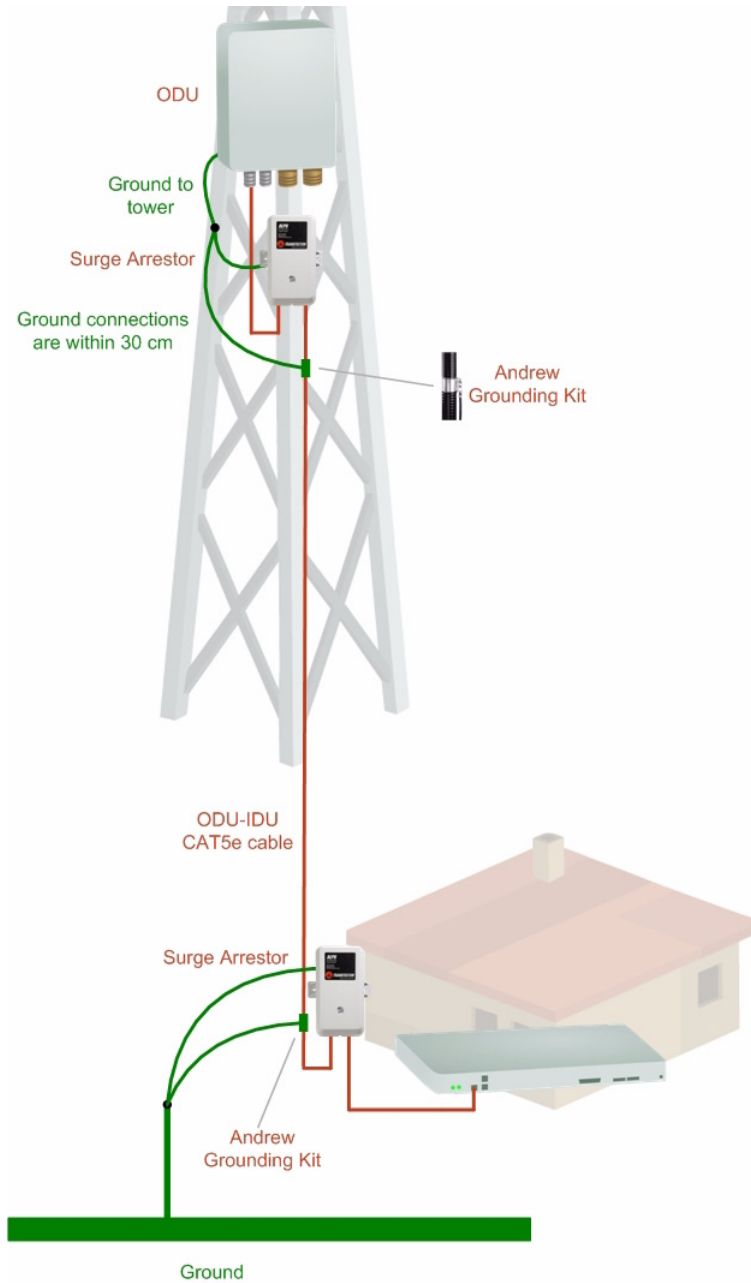 ODU
Ground to
tower
Surge Arrestor
Ground connections
are within 30 cm
Andrew
Grounding Kit
ODU-IDU
CAT5e cable
Surge Arrestor
Andrew
Grounding Kit
Ground